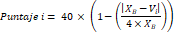 Puntaje i = 40 × (1 − (|X_B − V_i| / (4 × X_B)))